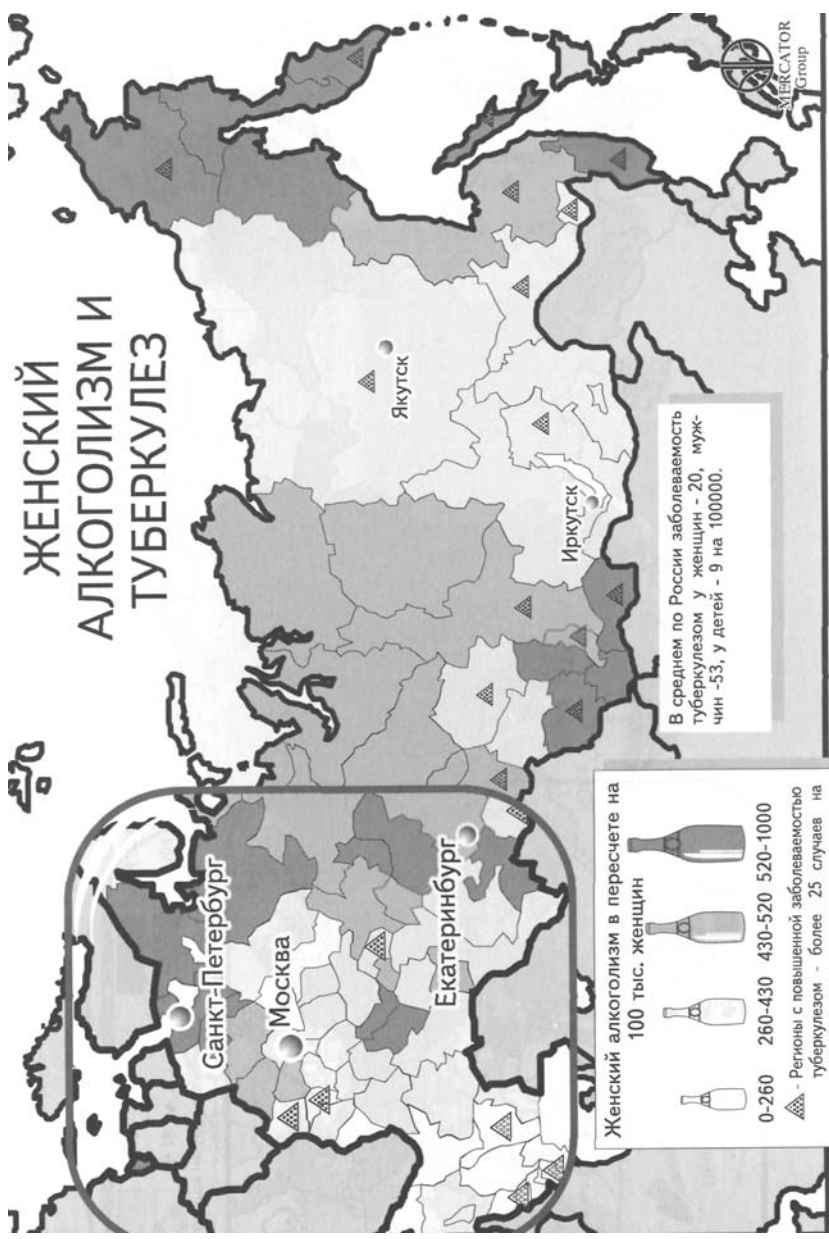 ЖЕНСКИЙ
АЛКОГОЛИЗМ И
ТУБЕРКУЛЕЗ
Санкт-Петербург
Москва
Екатеринбург
Якутск
Иркутск
В среднем по России заболеваемость
туберкулезом у женщин - 20, муж-
чин -53, у детей - 9 на 100000.
Женский алкоголизм в пересчете на
100 тыс. женщин
0-260 260-430 430-520 520-1000
- Регионы с повышенной заболеваемостью
туберкулезом - более 25 случаев на
MERCATOR
Group